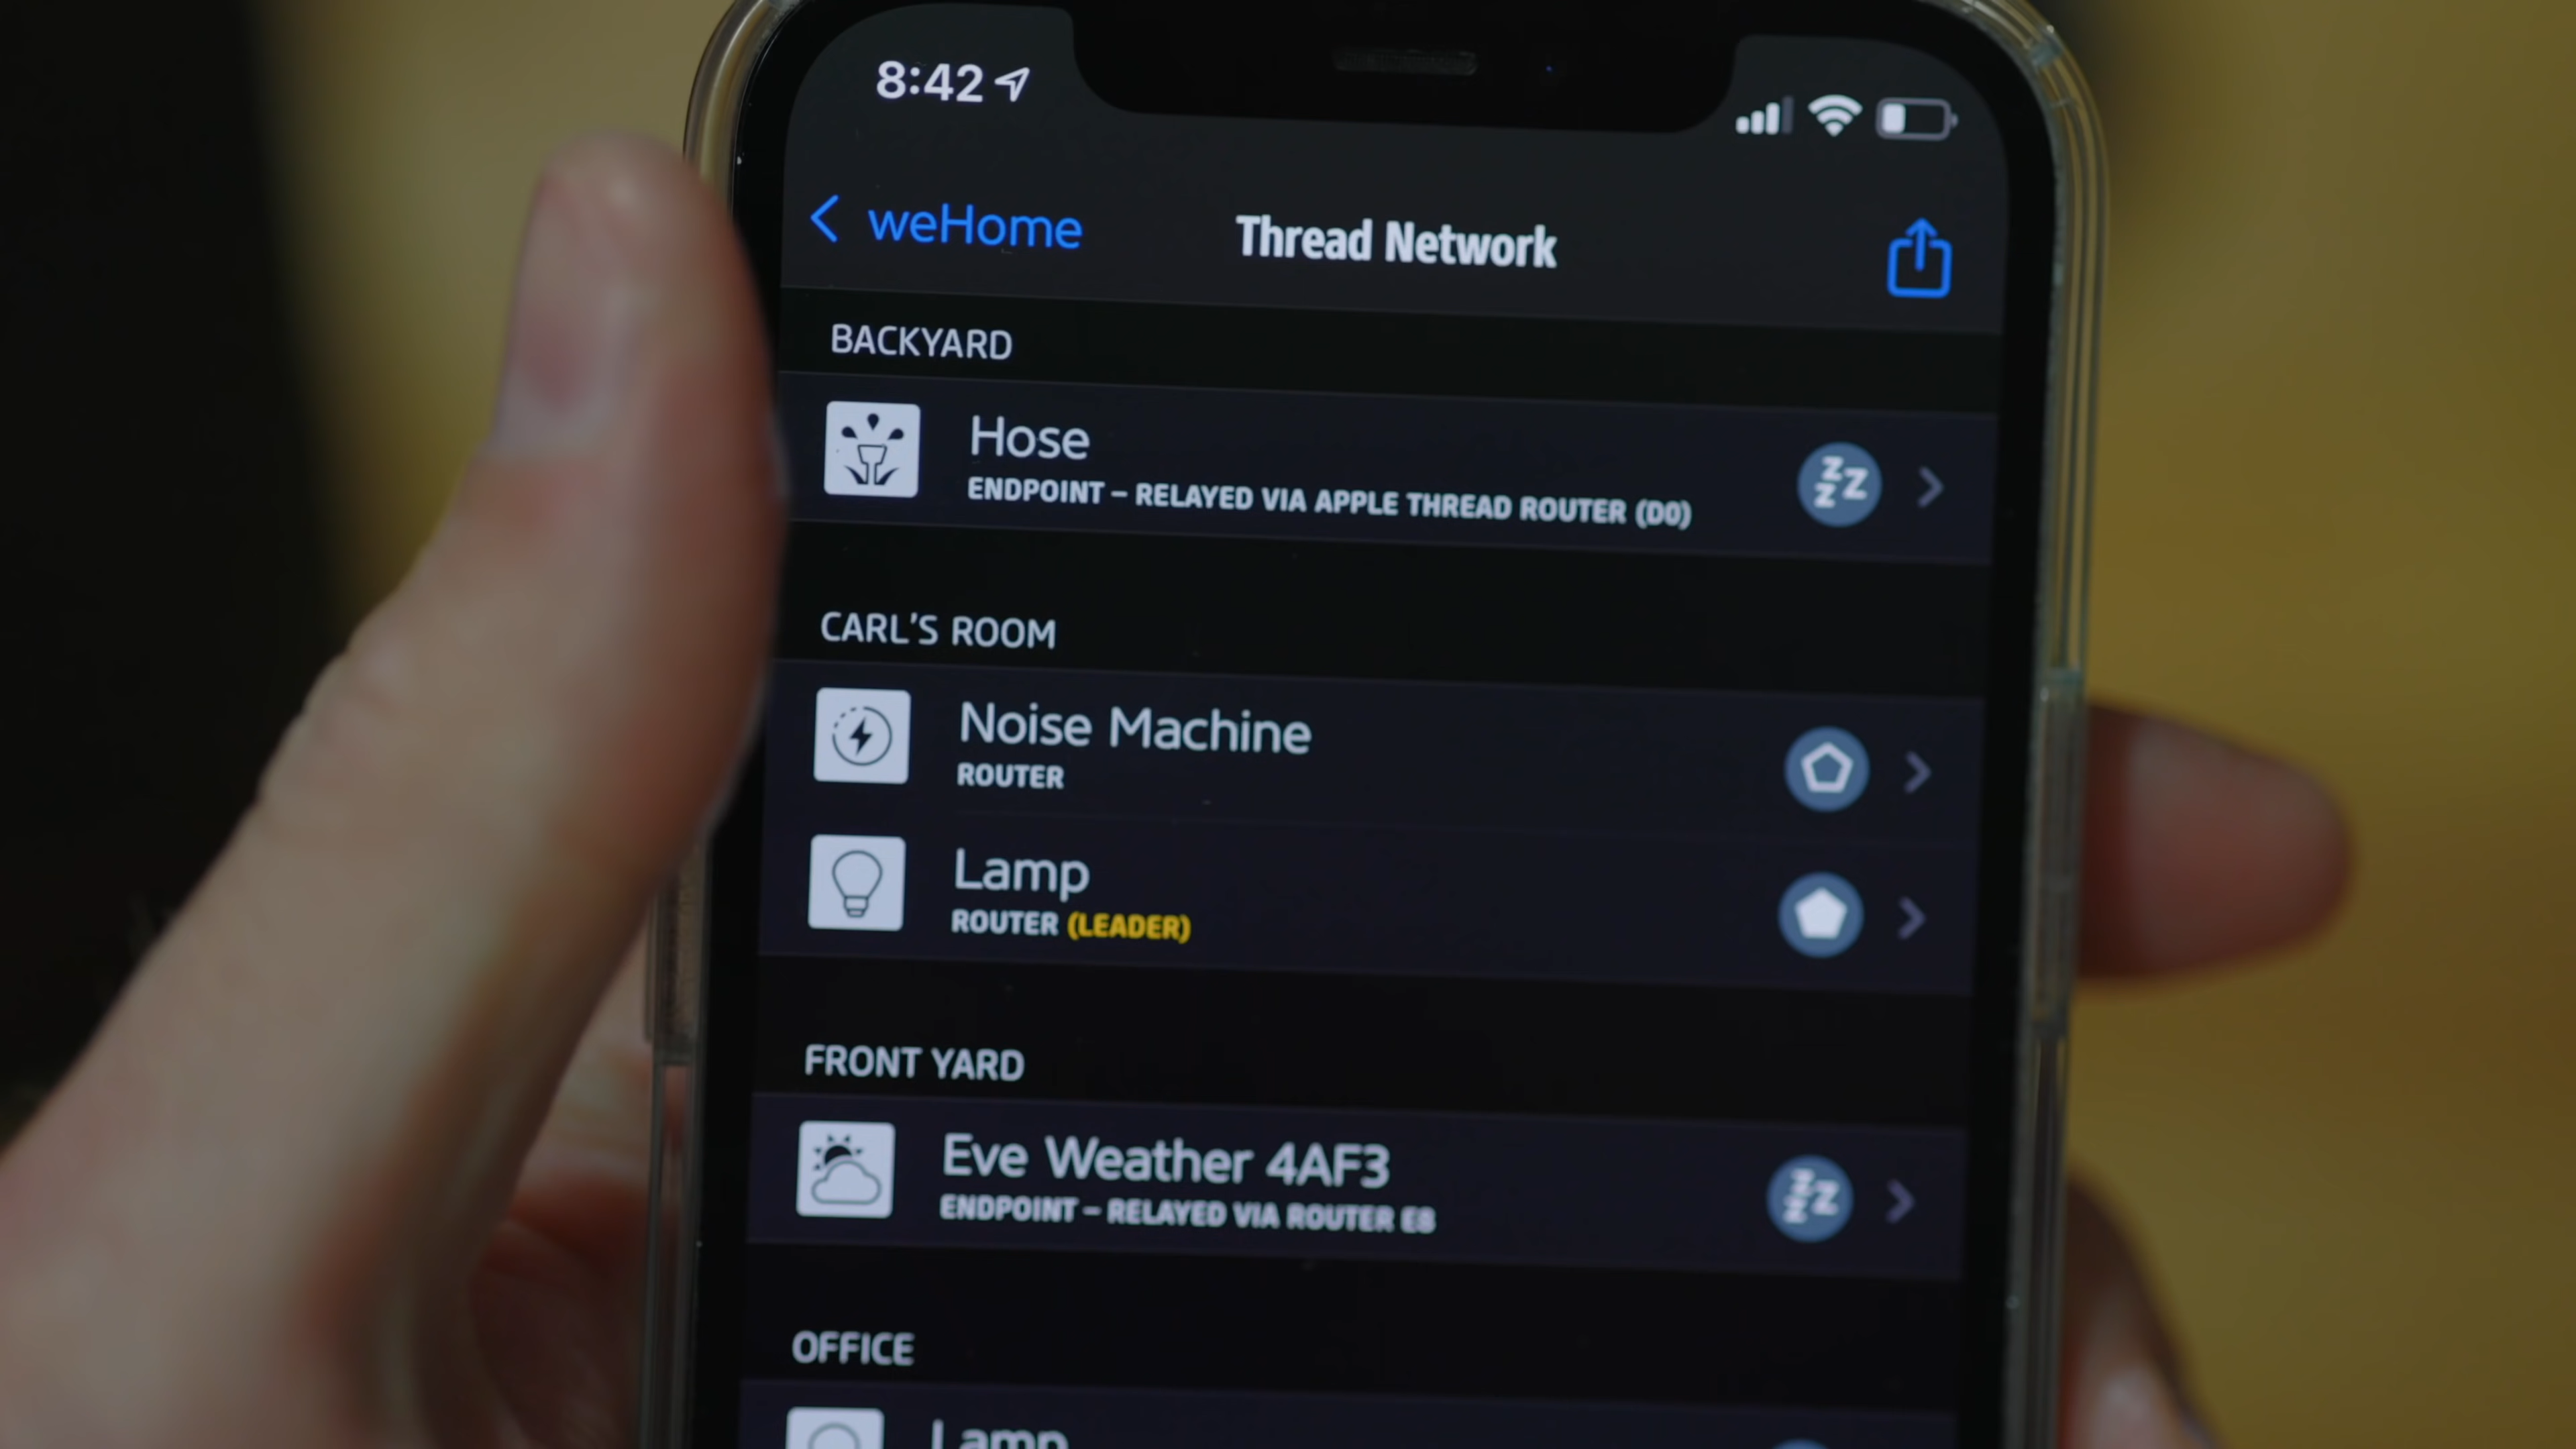 8:42
weHome
Thread Network
BACKYARD
Hose
ENDPOINT – RELAYED VIA APPLE THREAD ROUTER (D0)
CARL'S ROOM
Noise Machine
ROUTER
Lamp
ROUTER (LEADER)
FRONT YARD
Eve Weather 4AF3
ENDPOINT – RELAYED VIA ROUTER E8
OFFICE
Lamp